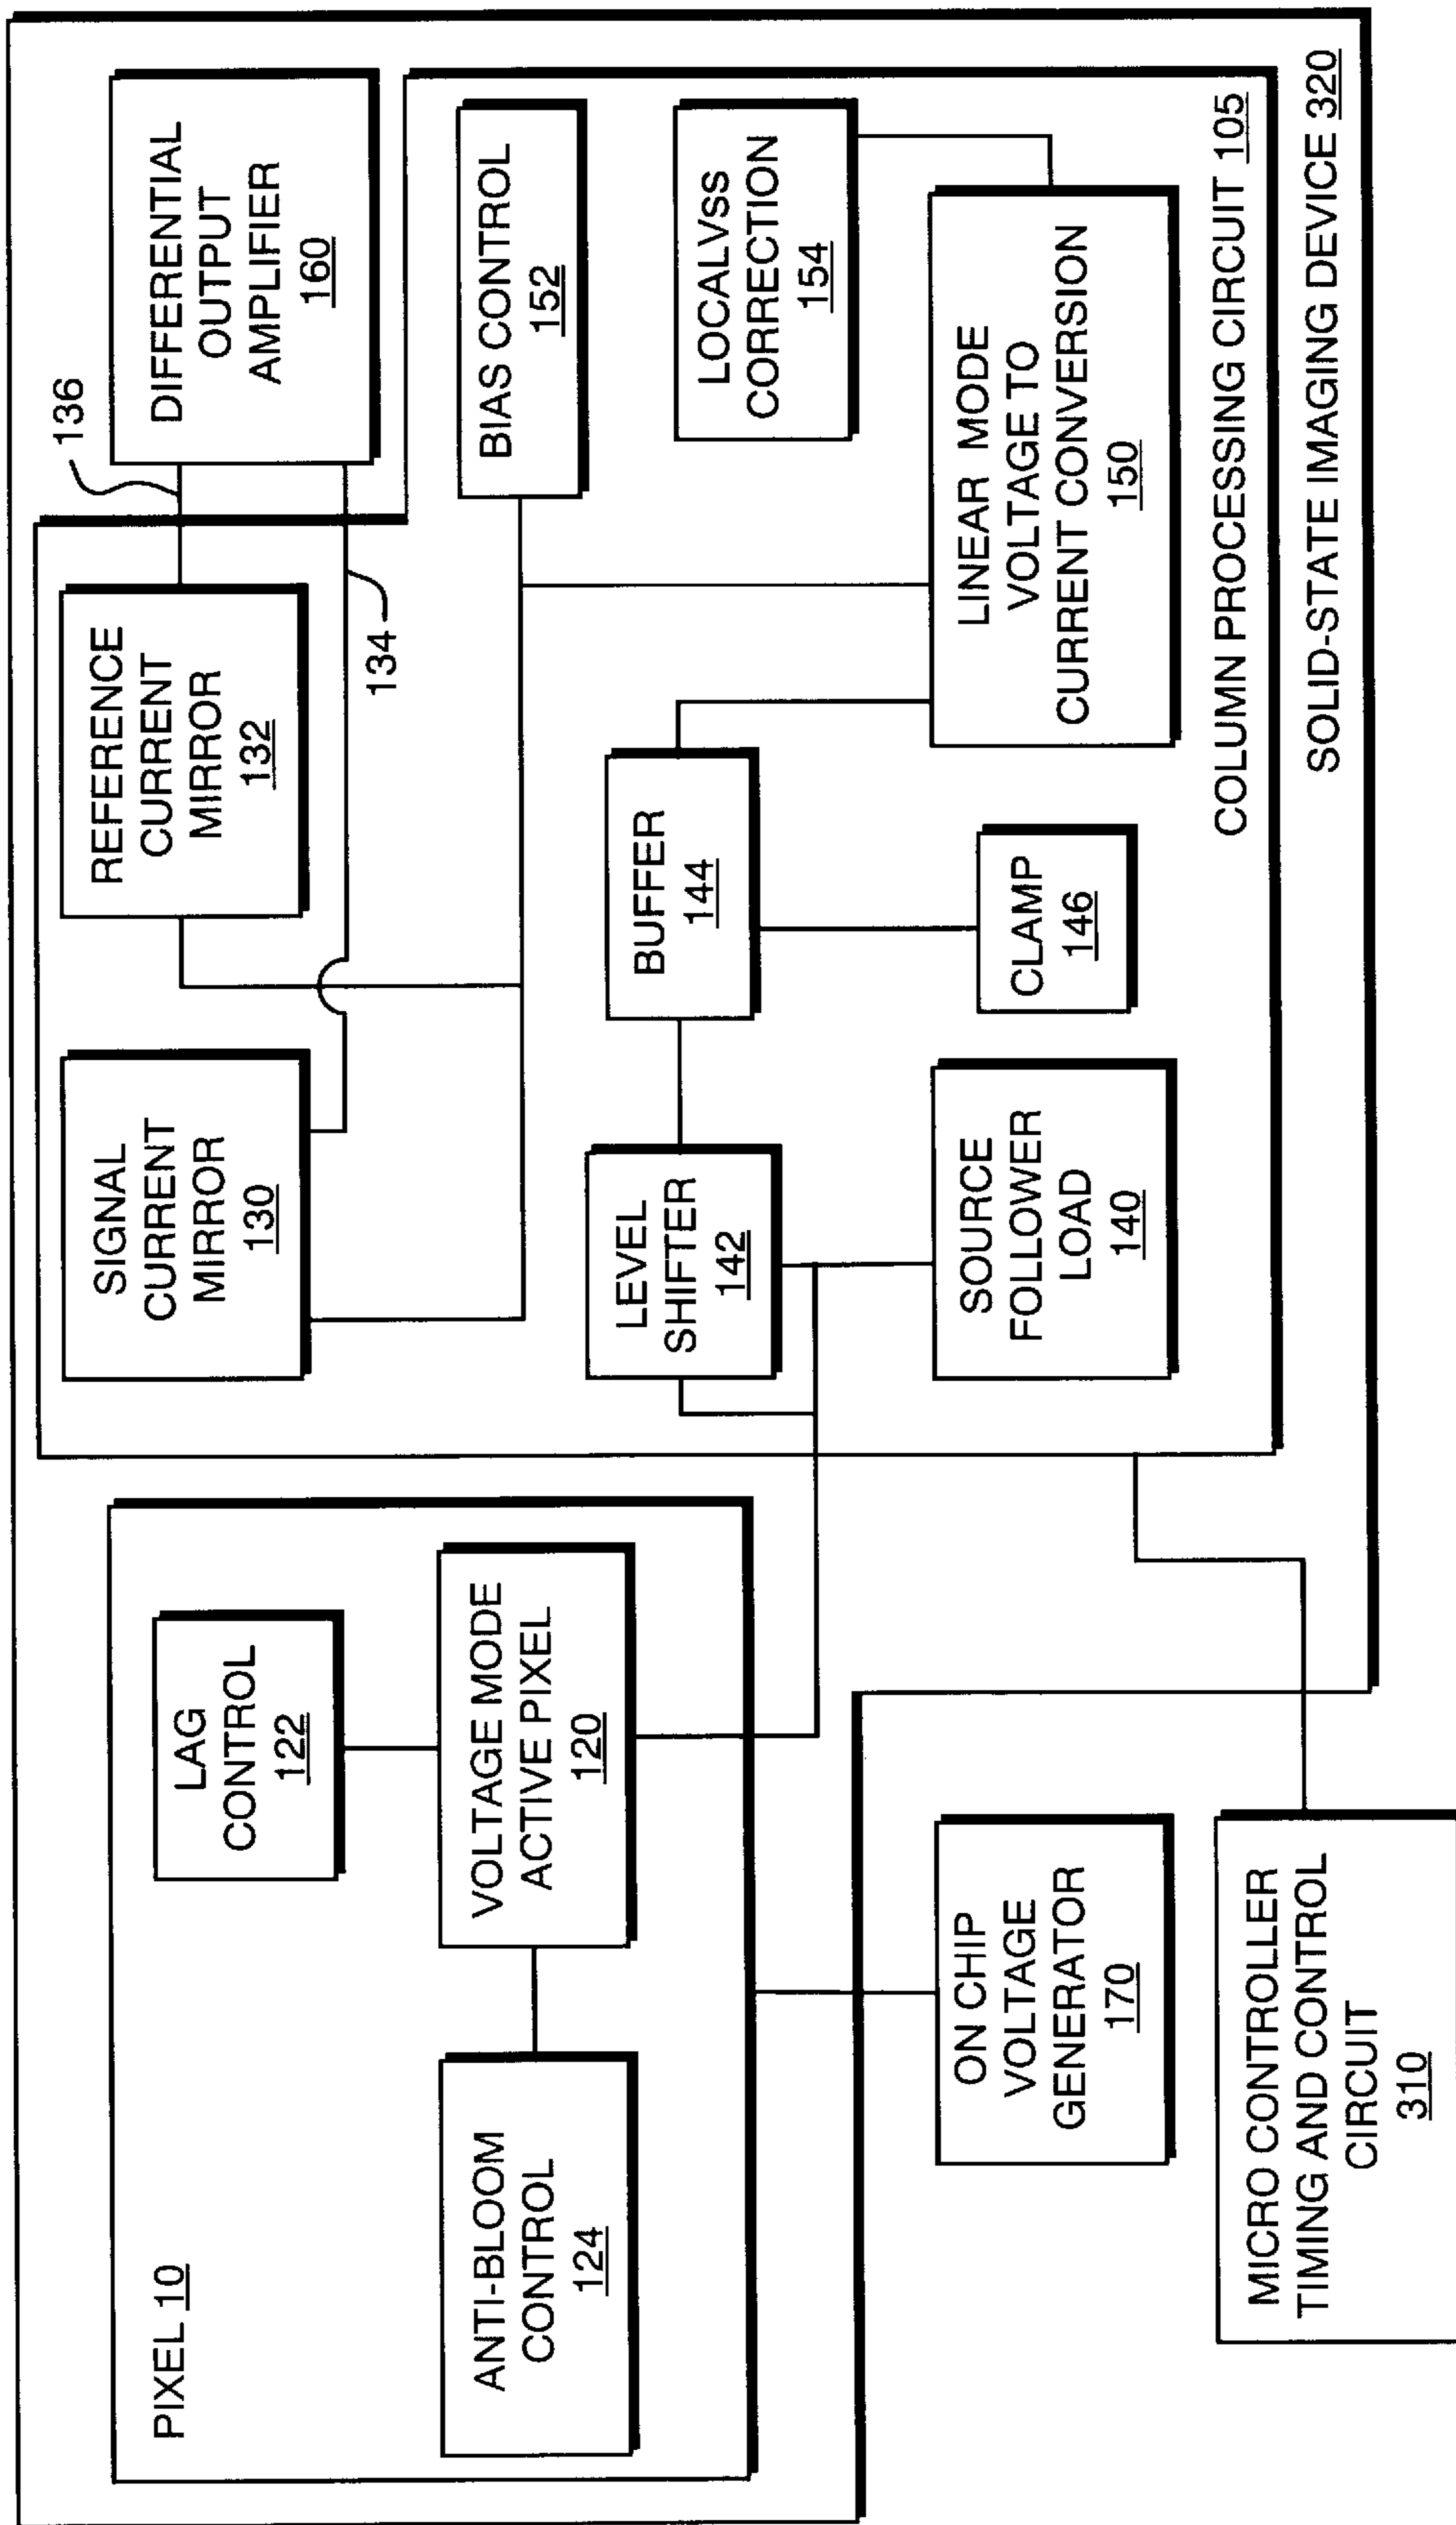 PIXEL 10
LAG
CONTROL
122
ANTI-BLOOM
CONTROL
124
VOLTAGE MODE
ACTIVE PIXEL
120
SIGNAL
CURRENT
MIRROR
130
REFERENCE
CURRENT
MIRROR
132
136
134
DIFFERENTIAL
OUTPUT
AMPLIFIER
160
BIAS CONTROL
152
LEVEL
SHIFTER
142
BUFFER
144
LOCALVSS
CORRECTION
154
SOURCE
FOLLOWER
LOAD
140
CLAMP
146
LINEAR MODE
VOLTAGE TO
CURRENT CONVERSION
150
COLUMN PROCESSING CIRCUIT 105
SOLID-STATE IMAGING DEVICE 320
ON CHIP
VOLTAGE
GENERATOR
170
MICRO CONTROLLER
TIMING AND CONTROL
CIRCUIT
310